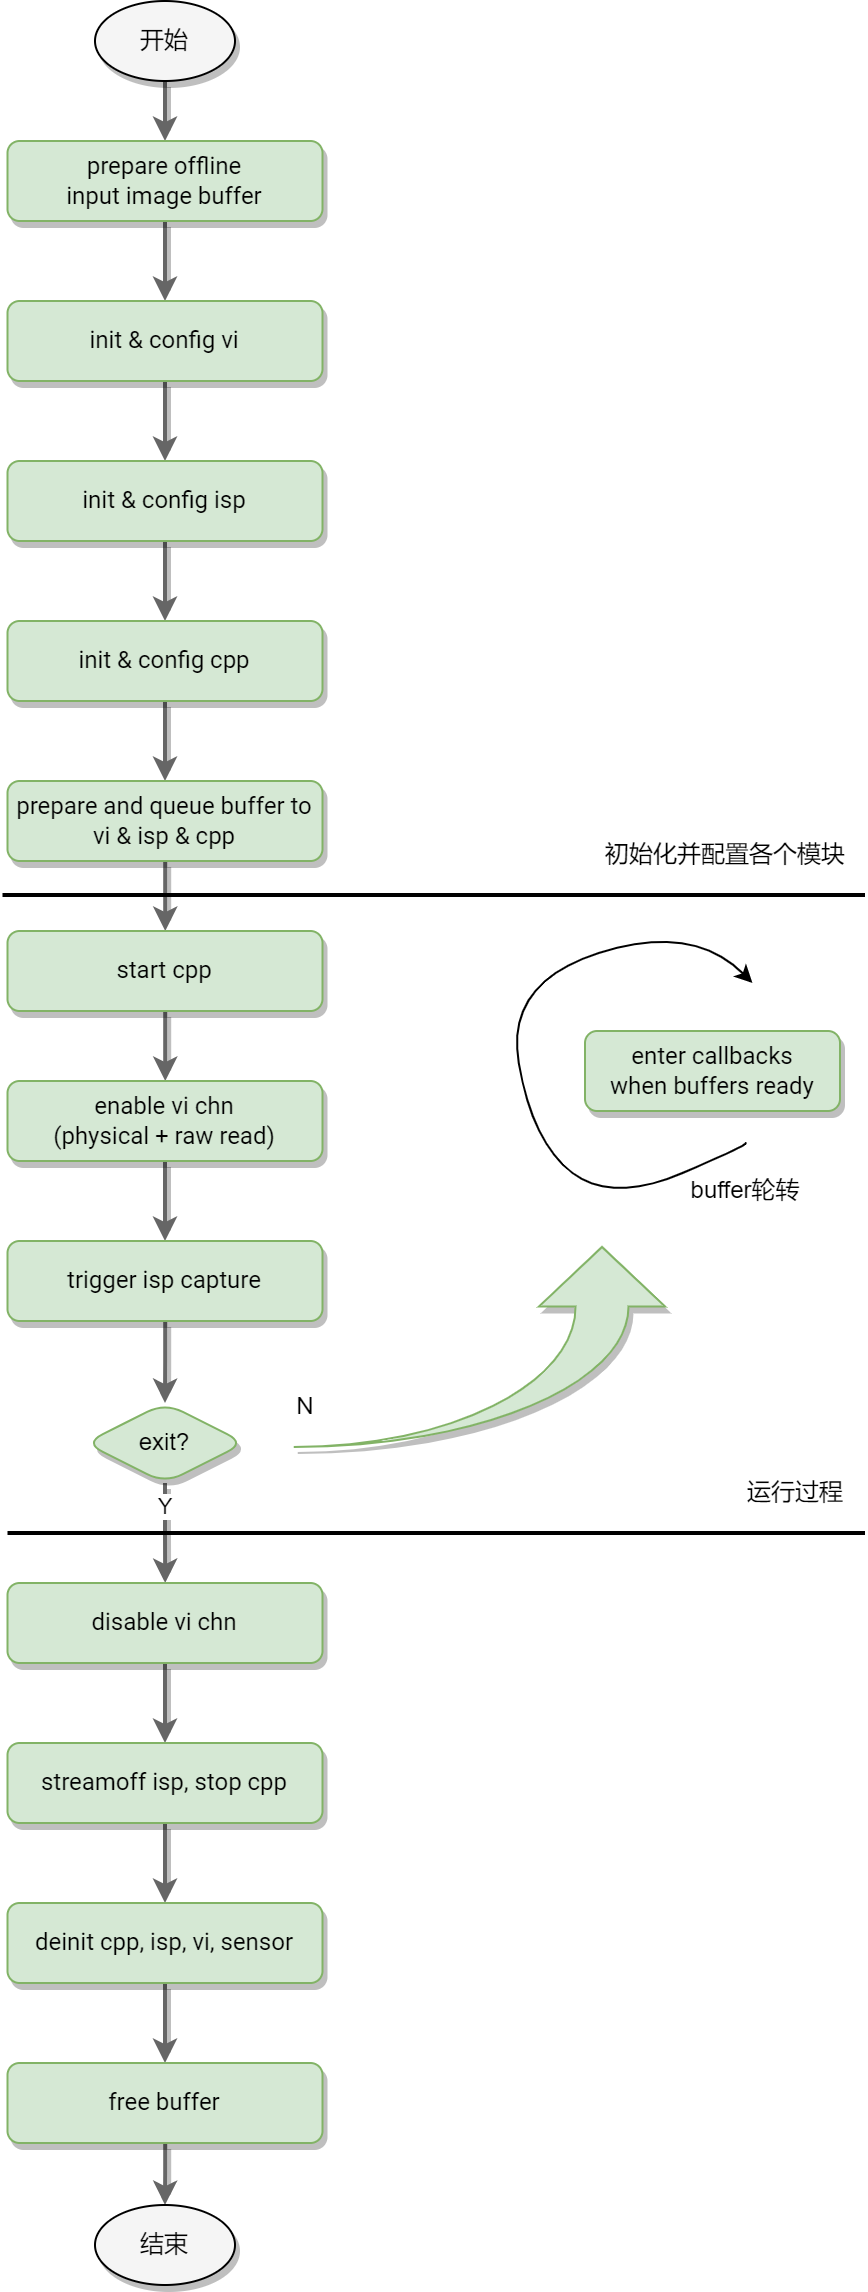 开始
prepare offline
input image buffer
init & config vi
init & config isp
init & config cpp
prepare and queue buffer to
vi & isp & cpp
初始化并配置各个模块
start cpp
enable vi chn
(physical + raw read)
enter callbacks
when buffers ready
buffer轮转
trigger isp capture
N
exit?
Y
运行过程
disable vi chn
streamoff isp, stop cpp
deinit cpp, isp, vi, sensor
free buffer
结束